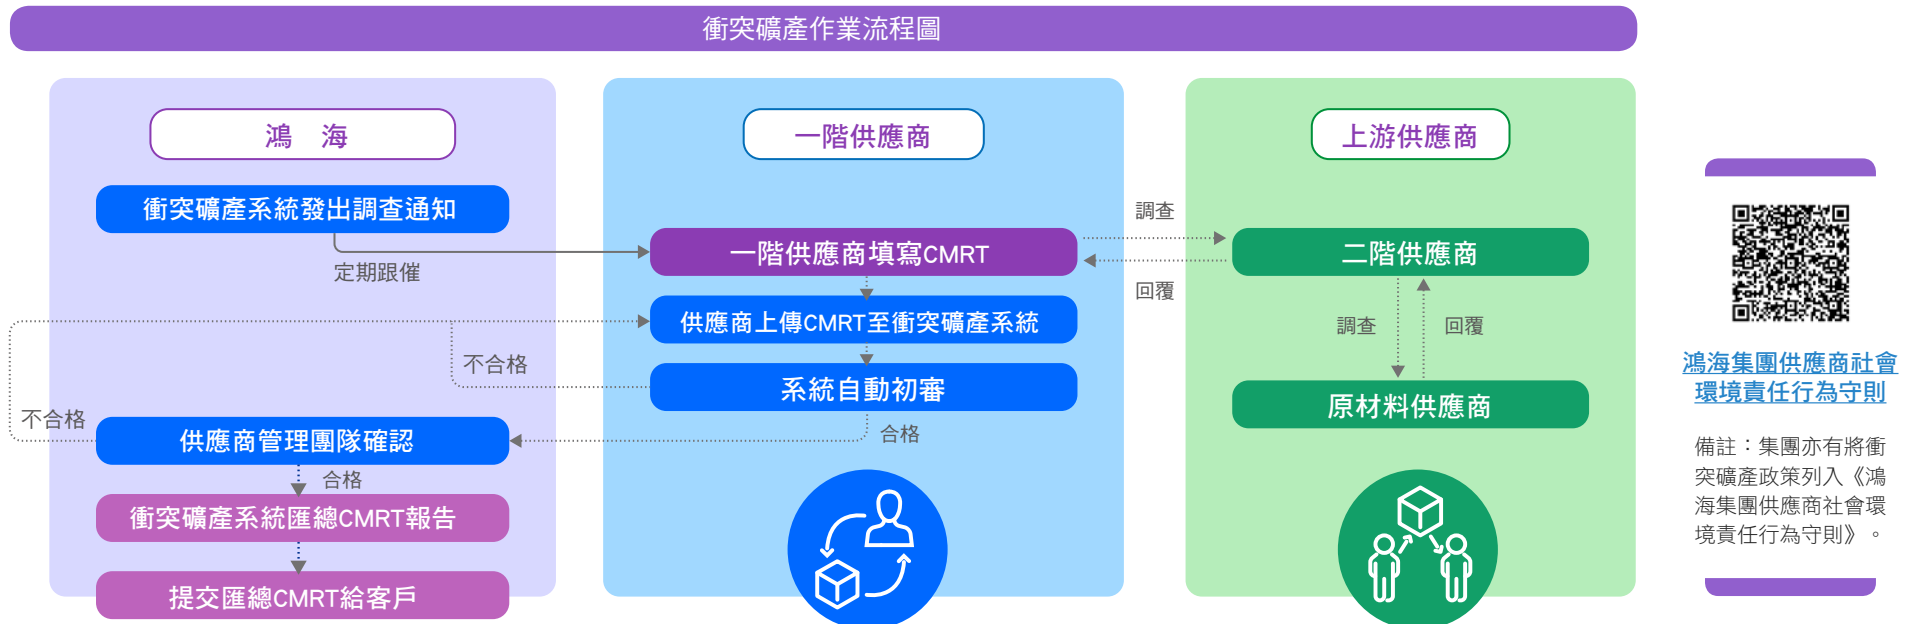 衝突礦產作業流程圖
鴻 海
衝突礦產系統發出調查通知
定期跟催
不合格
不合格
供應商管理團隊確認
合格
衝突礦產系統匯總CMRT報告
提交匯總CMRT給客戶
一階供應商
一階供應商填寫CMRT
供應商上傳CMRT至衝突礦產系統
系統自動初審
合格
調查
回覆
上游供應商
二階供應商
調查
回覆
原材料供應商
鴻海集團供應商社會
環境責任行為守則
備註：集團亦有將衝
突礦產政策列入《鴻
海集團供應商社會環
境責任行為守則》。